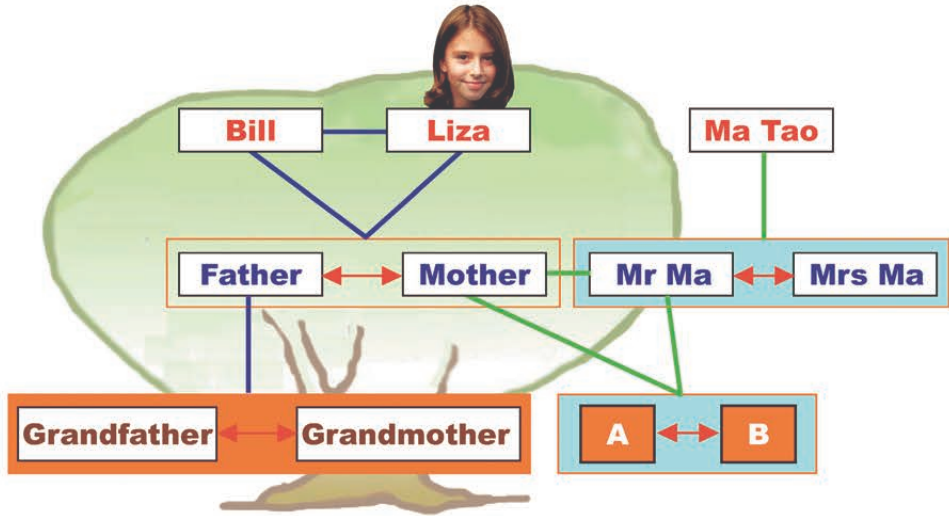 Bill Liza Ma Tao
Father Mother Mr Ma Mrs Ma
Grandfather Grandmother A B